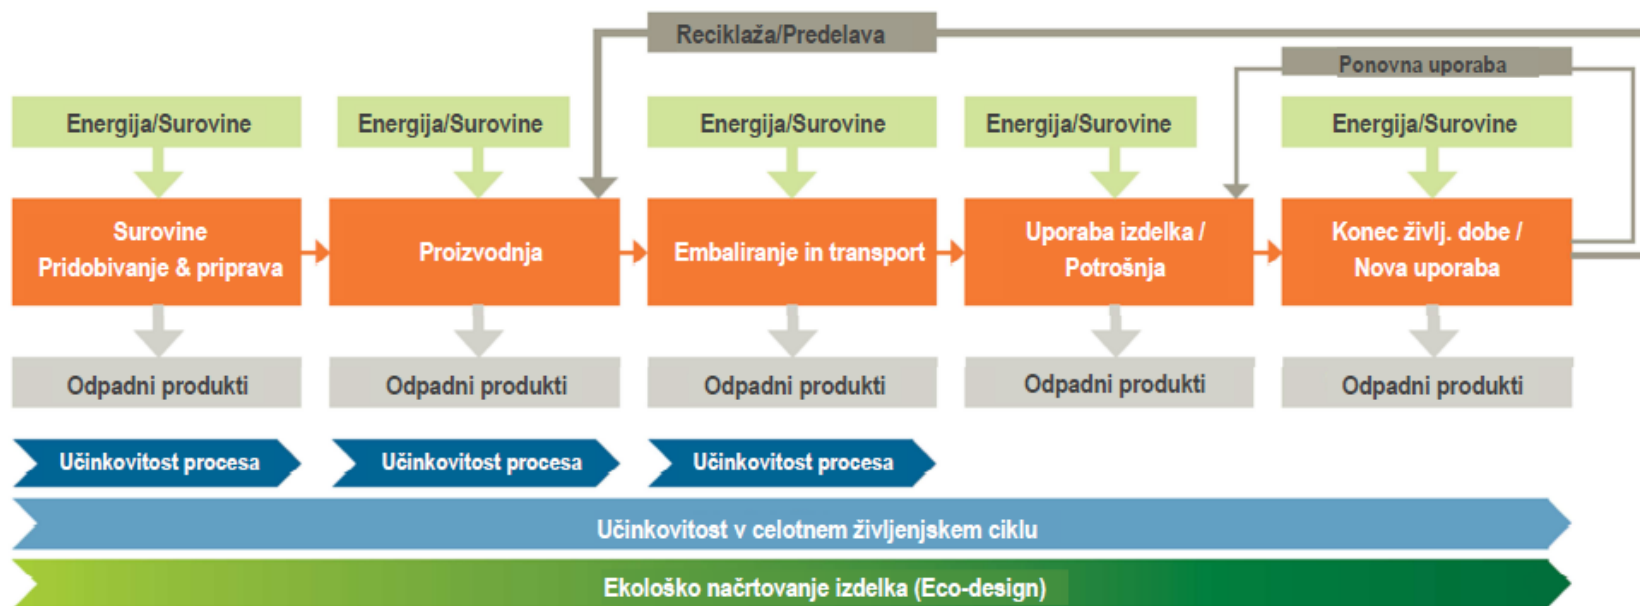 Reciklaža/Predelava
Ponovna uporaba
Energija/Surovine
Energija/Surovine
Energija/Surovine
Energija/Surovine
Energija/Surovine
Surovine
Pridobivanje & priprava
Proizvodnja
Embaliranje in transport
Uporaba izdelka /
Potrošnja
Konec življ. dobe /
Nova uporaba
Odpadni produkti
Odpadni produkti
Odpadni produkti
Odpadni produkti
Odpadni produkti
Učinkovitost procesa
Učinkovitost procesa
Učinkovitost procesa
Učinkovitost v celotnem življenjskem ciklu
Ekološko načrtovanje izdelka (Eco-design)